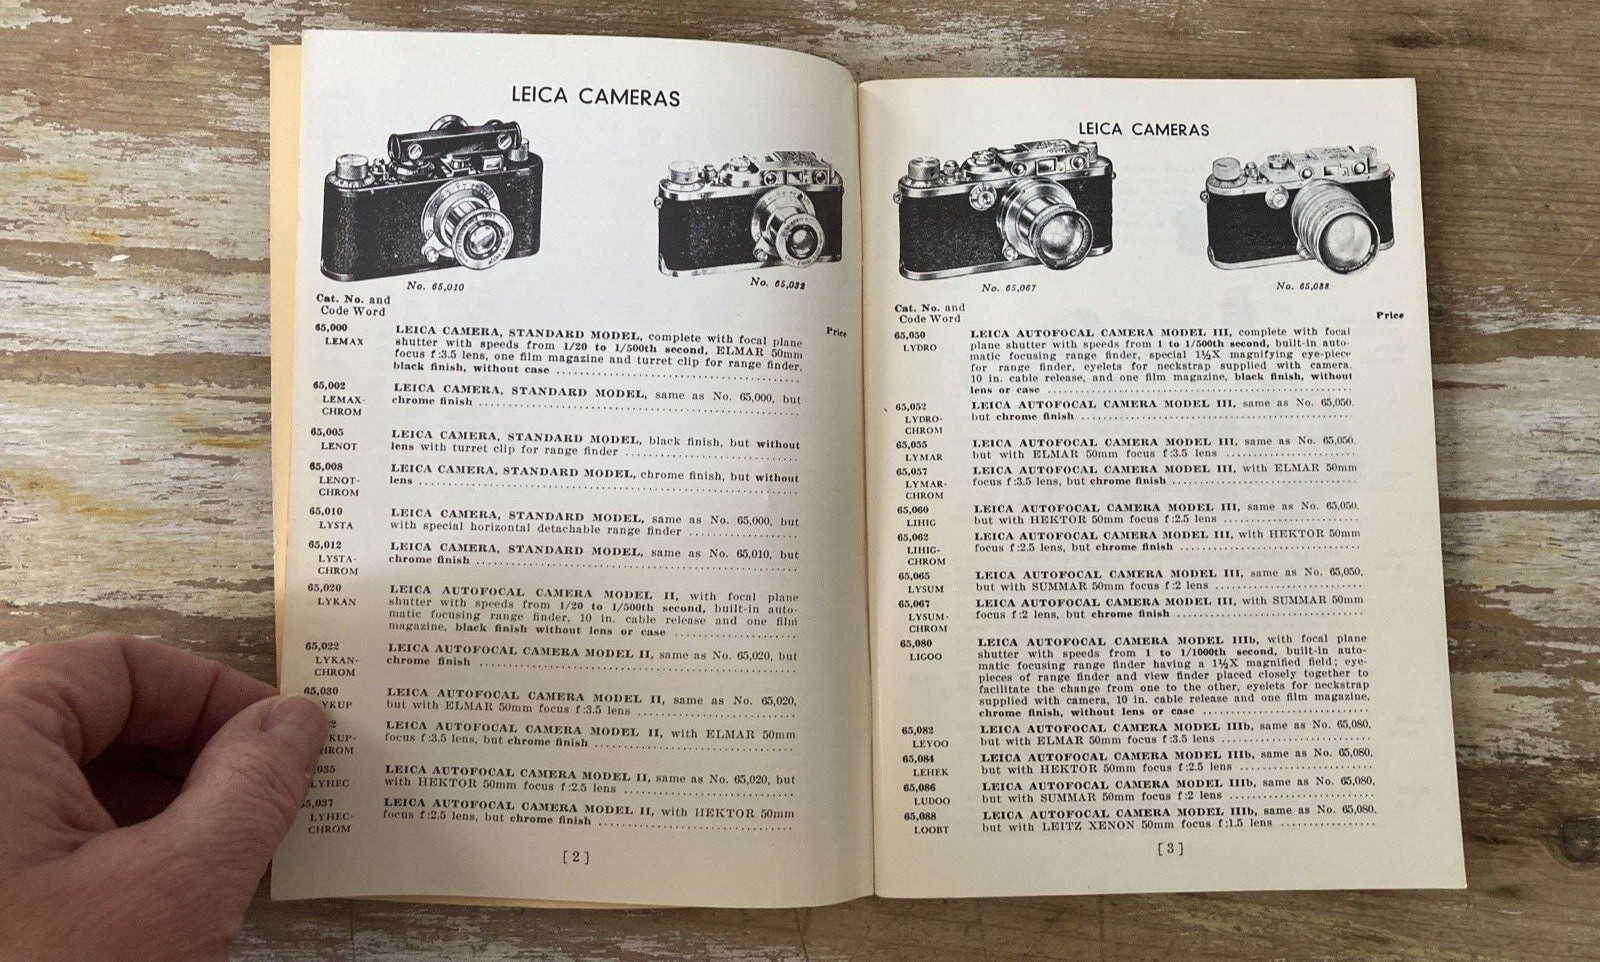 LEICA CAMERAS
No. 65,010
No. 65,032
Cat. No. and
Code Word
Price
65,000
LEMAX
LEICA CAMERA, STANDARD MODEL, complete with focal plane
shutter with speeds from 1/20 to 1/500th second, ELMAR 50mm
focus f:3.5 lens, one film magazine and turret clip for range finder,
black finish, without case
65,002
LEMAX-
CHROM
LEICA CAMERA, STANDARD MODEL, same as No. 65,000, but
chrome finish
65,005
LENOT
LEICA CAMERA, STANDARD MODEL, black finish, but without
lens with turret clip for range finder
65,008
LENOT-
CHROM
LEICA CAMERA, STANDARD MODEL, chrome finish, but without
lens
65,010
LYSTA
LEICA CAMERA, STANDARD MODEL, same as No. 65,000, but
with special horizontal detachable range finder
65,012
LYSTA-
CHROM
LEICA CAMERA, STANDARD MODEL, same as No. 65,010, but
chrome finish
65,020
LYKAN
LEICA AUTOFOCAL CAMERA MODEL II, with focal plane
shutter with speeds from 1/20 to 1/500th second, built-in auto-
matic focusing range finder, 10 in. cable release and one film
magazine, black finish without lens or case
65,022
LYKAN-
CHROM
LEICA AUTOFOCAL CAMERA MODEL II, same as No. 65,020, but
chrome finish
65,030
YKUP
LEICA AUTOFOCAL CAMERA MODEL II, same as No. 65,020,
but with ELMAR 50mm focus f:3.5 lens
KUP-
HROM
LEICA AUTOFOCAL CAMERA MODEL II, with ELMAR 50mm
focus f:3.5 lens, but chrome finish
,035
LYHEC
LEICA AUTOFOCAL CAMERA MODEL II, same as No. 65,020, but
with HEKTOR 50mm focus f:2.5 lens
5,037
LYHEC-
CHROM
LEICA AUTOFOCAL CAMERA MODEL II, with HEKTOR 50mm
focus f:2.5 lens, but chrome finish
[ 2 ]
LEICA CAMERAS
No. 65,067
No. 65,088
Cat. No. and
Code Word
Price
65,050
LYDRO
LEICA AUTOFOCAL CAMERA MODEL III, complete with focal
plane shutter with speeds from 1 to 1/500th second, built-in auto-
matic focusing range finder, special 1½X magnifying eye-piece
for range finder, eyelets for neckstrap supplied with camera.
10 in. cable release, and one film magazine, black finish, without
lens or case
65,052
LYDRO-
CHROM
LEICA AUTOFOCAL CAMERA MODEL III, same as No. 65,050.
but chrome finish
65,055
LYMAR
LEICA AUTOFOCAL CAMERA MODEL III, same as No. 65,050.
but with ELMAR 50mm focus f:3.5 lens
65,057
LYMAR-
CHROM
LEICA AUTOFOCAL CAMERA MODEL III, with ELMAR 50mm
focus f:3.5 lens, but chrome finish
65,060
LIHIG
LEICA AUTOFOCAL CAMERA MODEL III, same as No. 65,050.
but with HEKTOR 50mm focus f:2.5 lens
65,062
LIHIG-
CHROM
LEICA AUTOFOCAL CAMERA MODEL III, with HEKTOR 50mm
focus f:2.5 lens, but chrome finish
65,065
LYSUM
LEICA AUTOFOCAL CAMERA MODEL III, same as No. 65,050,
but with SUMMAR 50mm focus f:2 lens
65,067
LYSUM-
CHROM
LEICA AUTOFOCAL CAMERA MODEL III, with SUMMAR 50mm
focus f:2 lens, but chrome finish
65,080
LIGOO
LEICA AUTOFOCAL CAMERA MODEL IIIb, with focal plane
shutter with speeds from 1 to 1/1000th second, built-in auto-
matic focusing range finder having a 1½X magnified field; eye-
pieces of range finder and view finder placed closely together to
facilitate the change from one to the other, eyelets for neckstrap
supplied with camera, 10 in. cable release and one film magazine,
chrome finish, without lens or case
65,082
LEYOO
LEICA AUTOFOCAL CAMERA MODEL IIIb, same as No. 65,080.
but with ELMAR 50mm focus f:3.5 lens
65,084
LEHEK
LEICA AUTOFOCAL CAMERA MODEL IIIb, same as No. 65,080.
but with HEKTOR 50mm focus f:2.5 lens
65,086
LUDOO
LEICA AUTOFOCAL CAMERA MODEL IIIb, same as No. 65,080,
but with SUMMAR 50mm focus f:2 lens
65,088
LOOBT
LEICA AUTOFOCAL CAMERA MODEL IIIb, same as No. 65,080.
but with LEITZ XENON 50mm focus f:1.5 lens
[ 3 ]